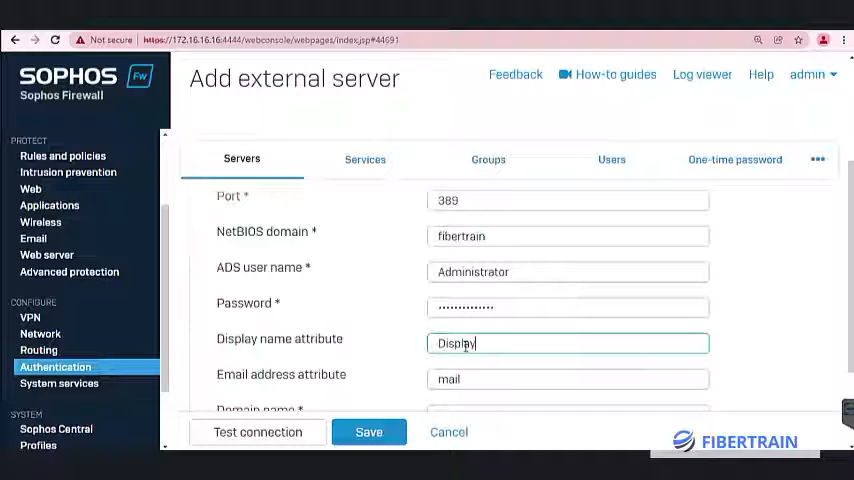 Not secure https://172.16.16.16:4444/webconsole/webpages/index.jsp#44691
SOPHOS Fw
Sophos Firewall
Add external server
Feedback How-to guides Log viewer Help admin
PROTECT
Rules and policies
Intrusion prevention
Web
Applications
Wireless
Email
Web server
Advanced protection
CONFIGURE
VPN
Network
Routing
Authentication
System services
SYSTEM
Sophos Central
Profiles
Servers Services Groups Users One-time password •••
Port * 389
NetBIOS domain * fibertrain
ADS user name * Administrator
Password * ••••••••••••••
Display name attribute Display
Email address attribute mail
Domain name *
Test connection Save Cancel
FIBERTRAIN